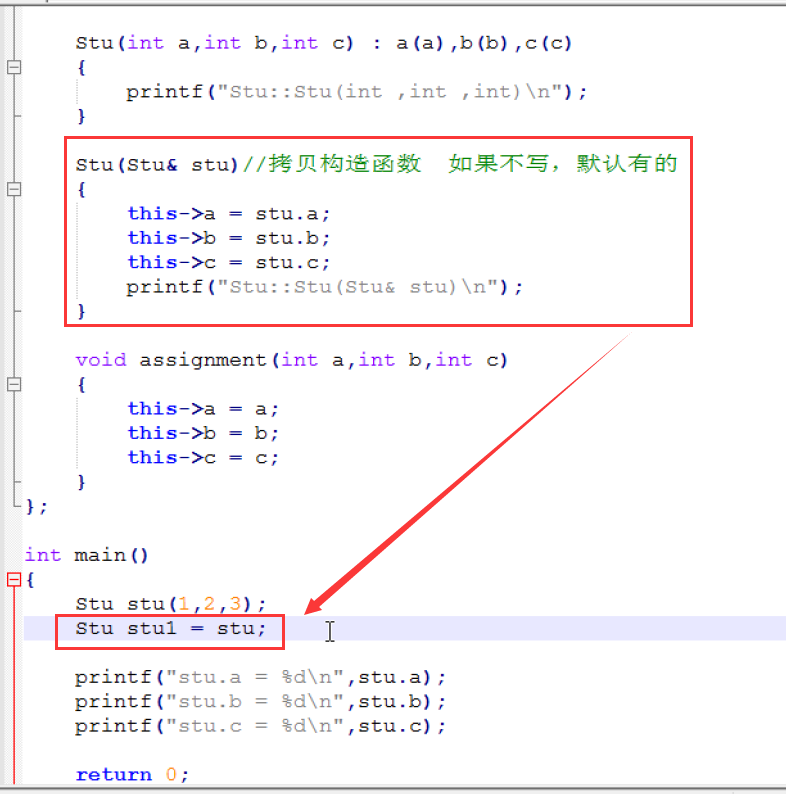 Stu(int a,int b,int c) : a(a),b(b),c(c)
{
printf("Stu::Stu(int ,int ,int)\n");
}
Stu(Stu& stu)//拷贝构造函数  如果不写，默认有的
{
this->a = stu.a;
this->b = stu.b;
this->c = stu.c;
printf("Stu::Stu(Stu& stu)\n");
}
void assignment(int a,int b,int c)
{
this->a = a;
this->b = b;
this->c = c;
}
};
int main()
{
Stu stu(1,2,3);
Stu stu1 = stu;
printf("stu.a = %d\n",stu.a);
printf("stu.b = %d\n",stu.b);
printf("stu.c = %d\n",stu.c);
return 0;